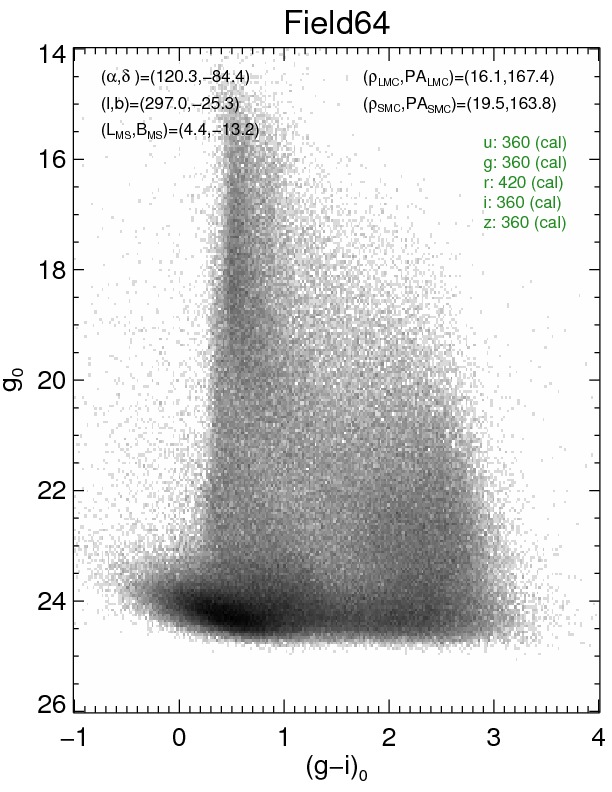 Field64
14
(α,δ )=(120.3,−84.4)
(ρLMC,PALMC)=(16.1,167.4)
(l,b)=(297.0,−25.3)
(ρSMC,PASMC)=(19.5,163.8)
(LMS,BMS)=(4.4,−13.2)
u: 360 (cal)
16
g: 360 (cal)
r: 420 (cal)
i: 360 (cal)
z: 360 (cal)
18
g0
20
22
24
26
−1 0 1 2 3 4
(g−i)0